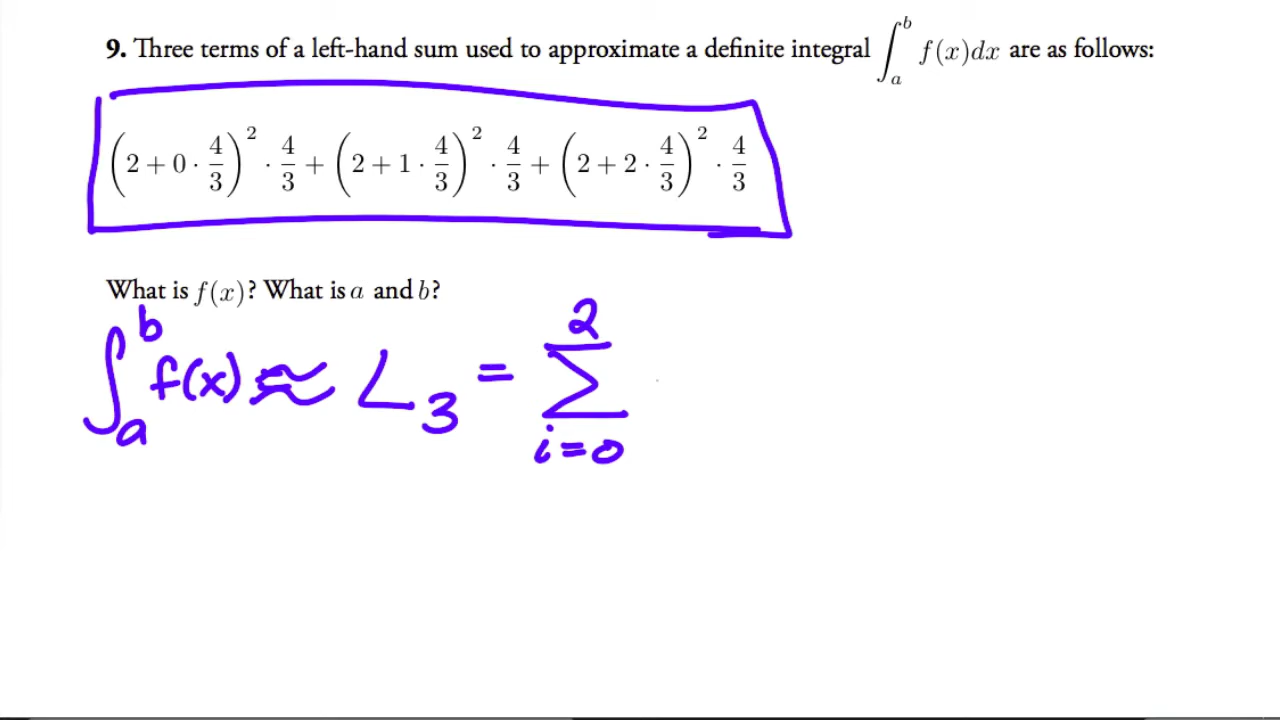 9. Three terms of a left-hand sum used to approximate a definite integral ∫_a^b f(x)dx are as follows:
(2 + 0 · 4/3)^2 · 4/3 + (2 + 1 · 4/3)^2 · 4/3 + (2 + 2 · 4/3)^2 · 4/3
What is f(x)? What is a and b?
∫_a^b f(x) ≈ L_3 = ∑_{i=0}^2